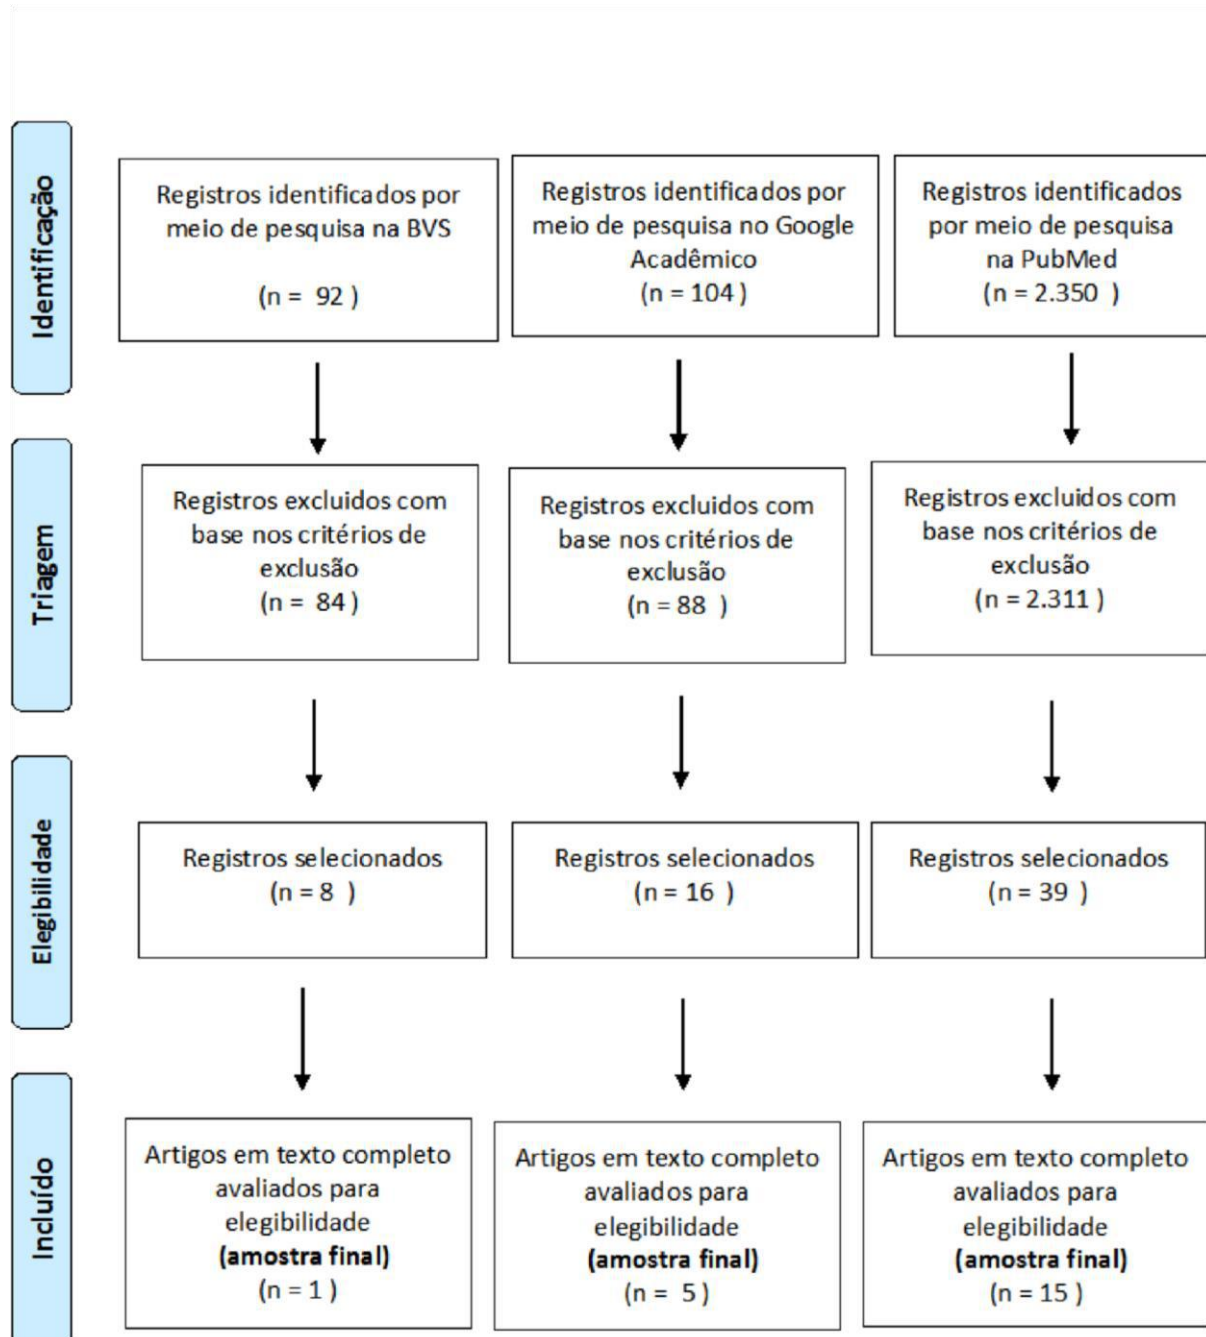 Identificação
Registros identificados por
meio de pesquisa na BVS
(n = 92 )
Registros identificados por
meio de pesquisa no Google
Acadêmico
(n = 104 )
Registros identificados
por meio de pesquisa
na PubMed
(n = 2.350 )
Triagem
Registros excluidos com
base nos critérios de
exclusão
(n = 84 )
Registros excluidos com
base nos critérios de
exclusão
(n = 88 )
Registros excluidos com
base nos critérios de
exclusão
(n = 2.311 )
Elegibilidade
Registros selecionados
(n = 8 )
Registros selecionados
(n = 16 )
Registros selecionados
(n = 39 )
Incluído
Artigos em texto completo
avaliados para
elegibilidade
(amostra final)
(n = 1 )
Artigos em texto completo
avaliados para
elegibilidade
(amostra final)
(n = 5 )
Artigos em texto completo
avaliados para
elegibilidade
(amostra final)
(n = 15 )